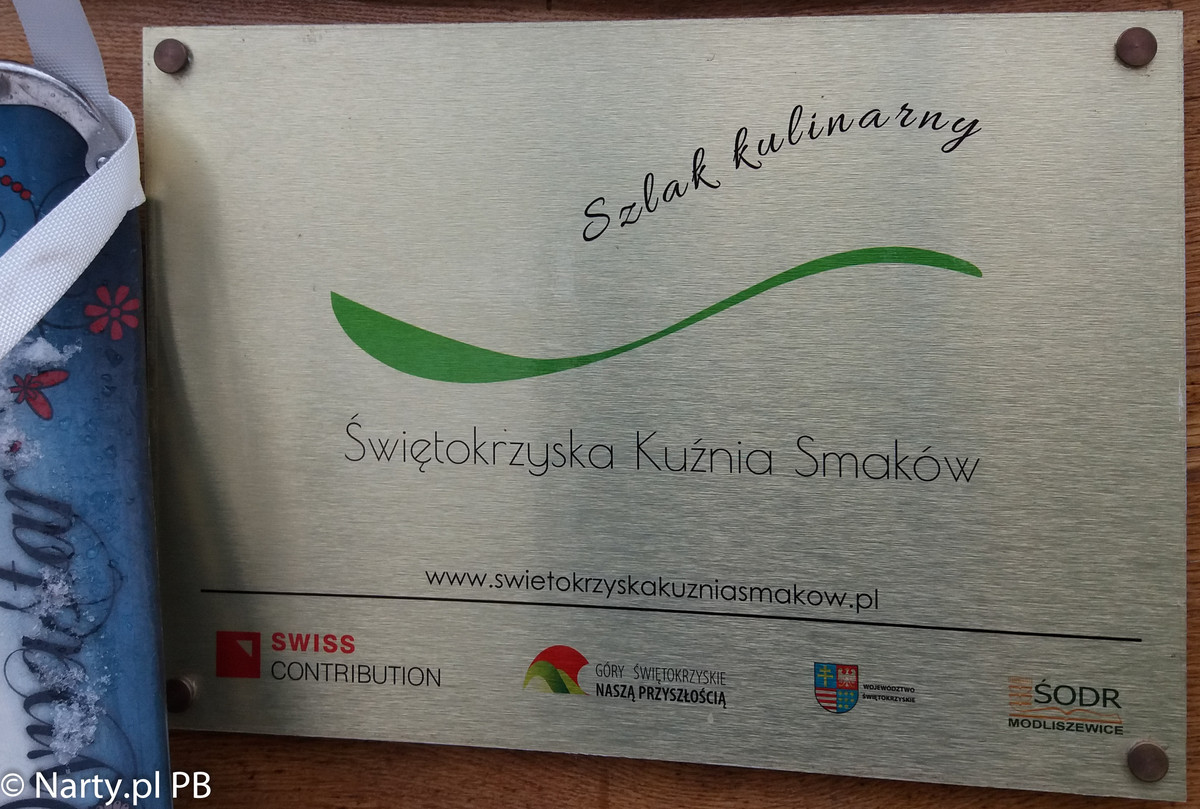 Szlak kulinarny
Świętokrzyska Kuźnia Smaków
www.swietokrzyskakuzniasmakow.pl
SWISS
CONTRIBUTION
GÓRY ŚWIĘTOKRZYSKIE
NASZĄ PRZYSZŁOŚCIĄ
WOJEWÓDZTWO
ŚWIĘTOKRZYSKIE
ŚODR
MODLISZEWICE
© Narty.pl PB